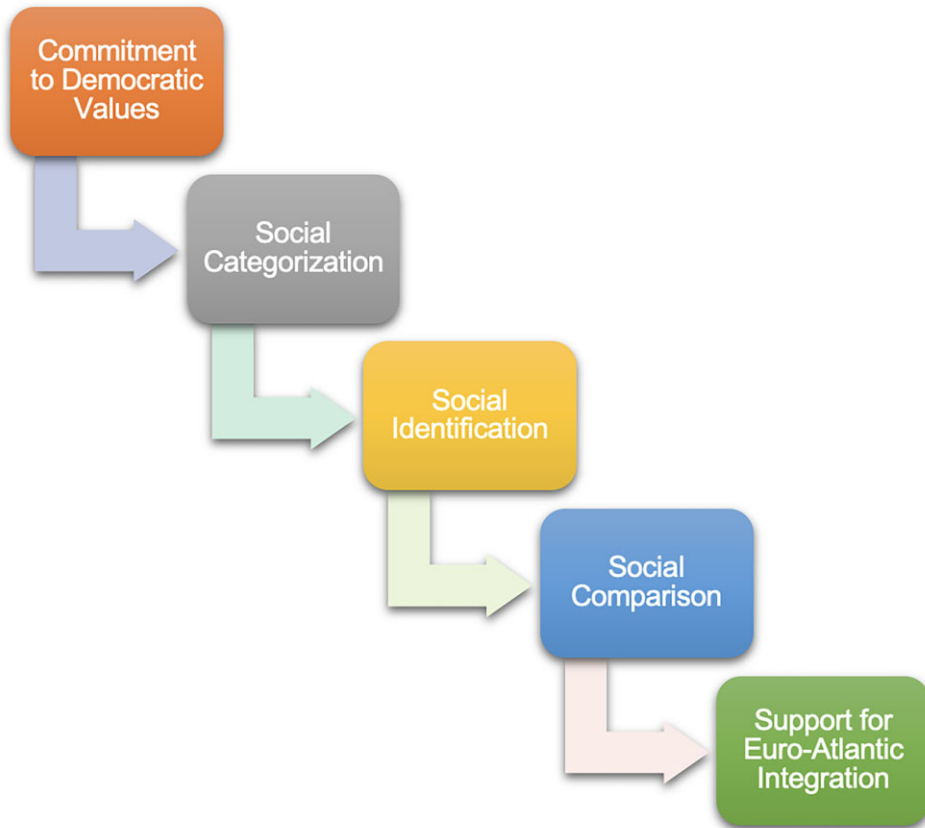 Commitment
to Democratic
Values
Social
Categorization
Social
Identification
Social
Comparison
Support for
Euro-Atlantic
Integration